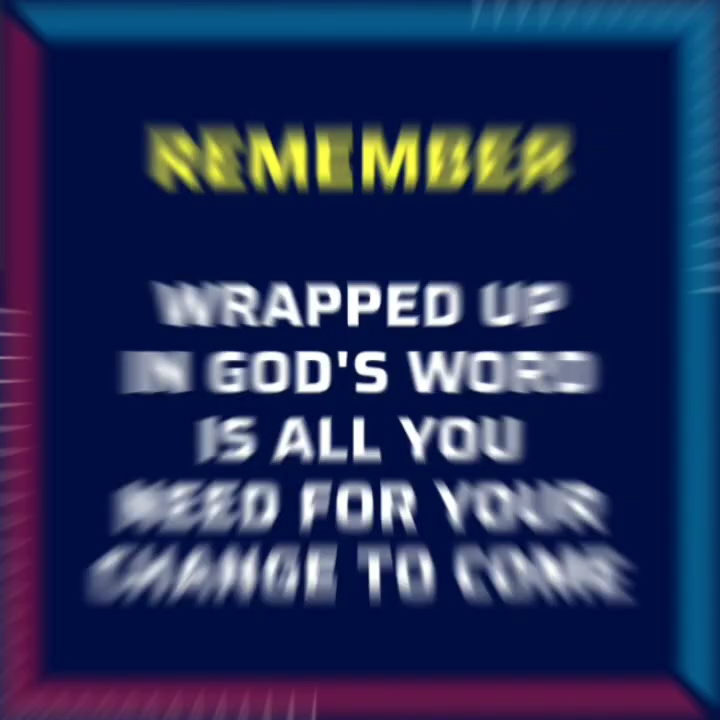 REMEMBER
WRAPPED UP
IN GOD'S WORD
IS ALL YOU
NEED FOR YOUR
CHANGE TO COME